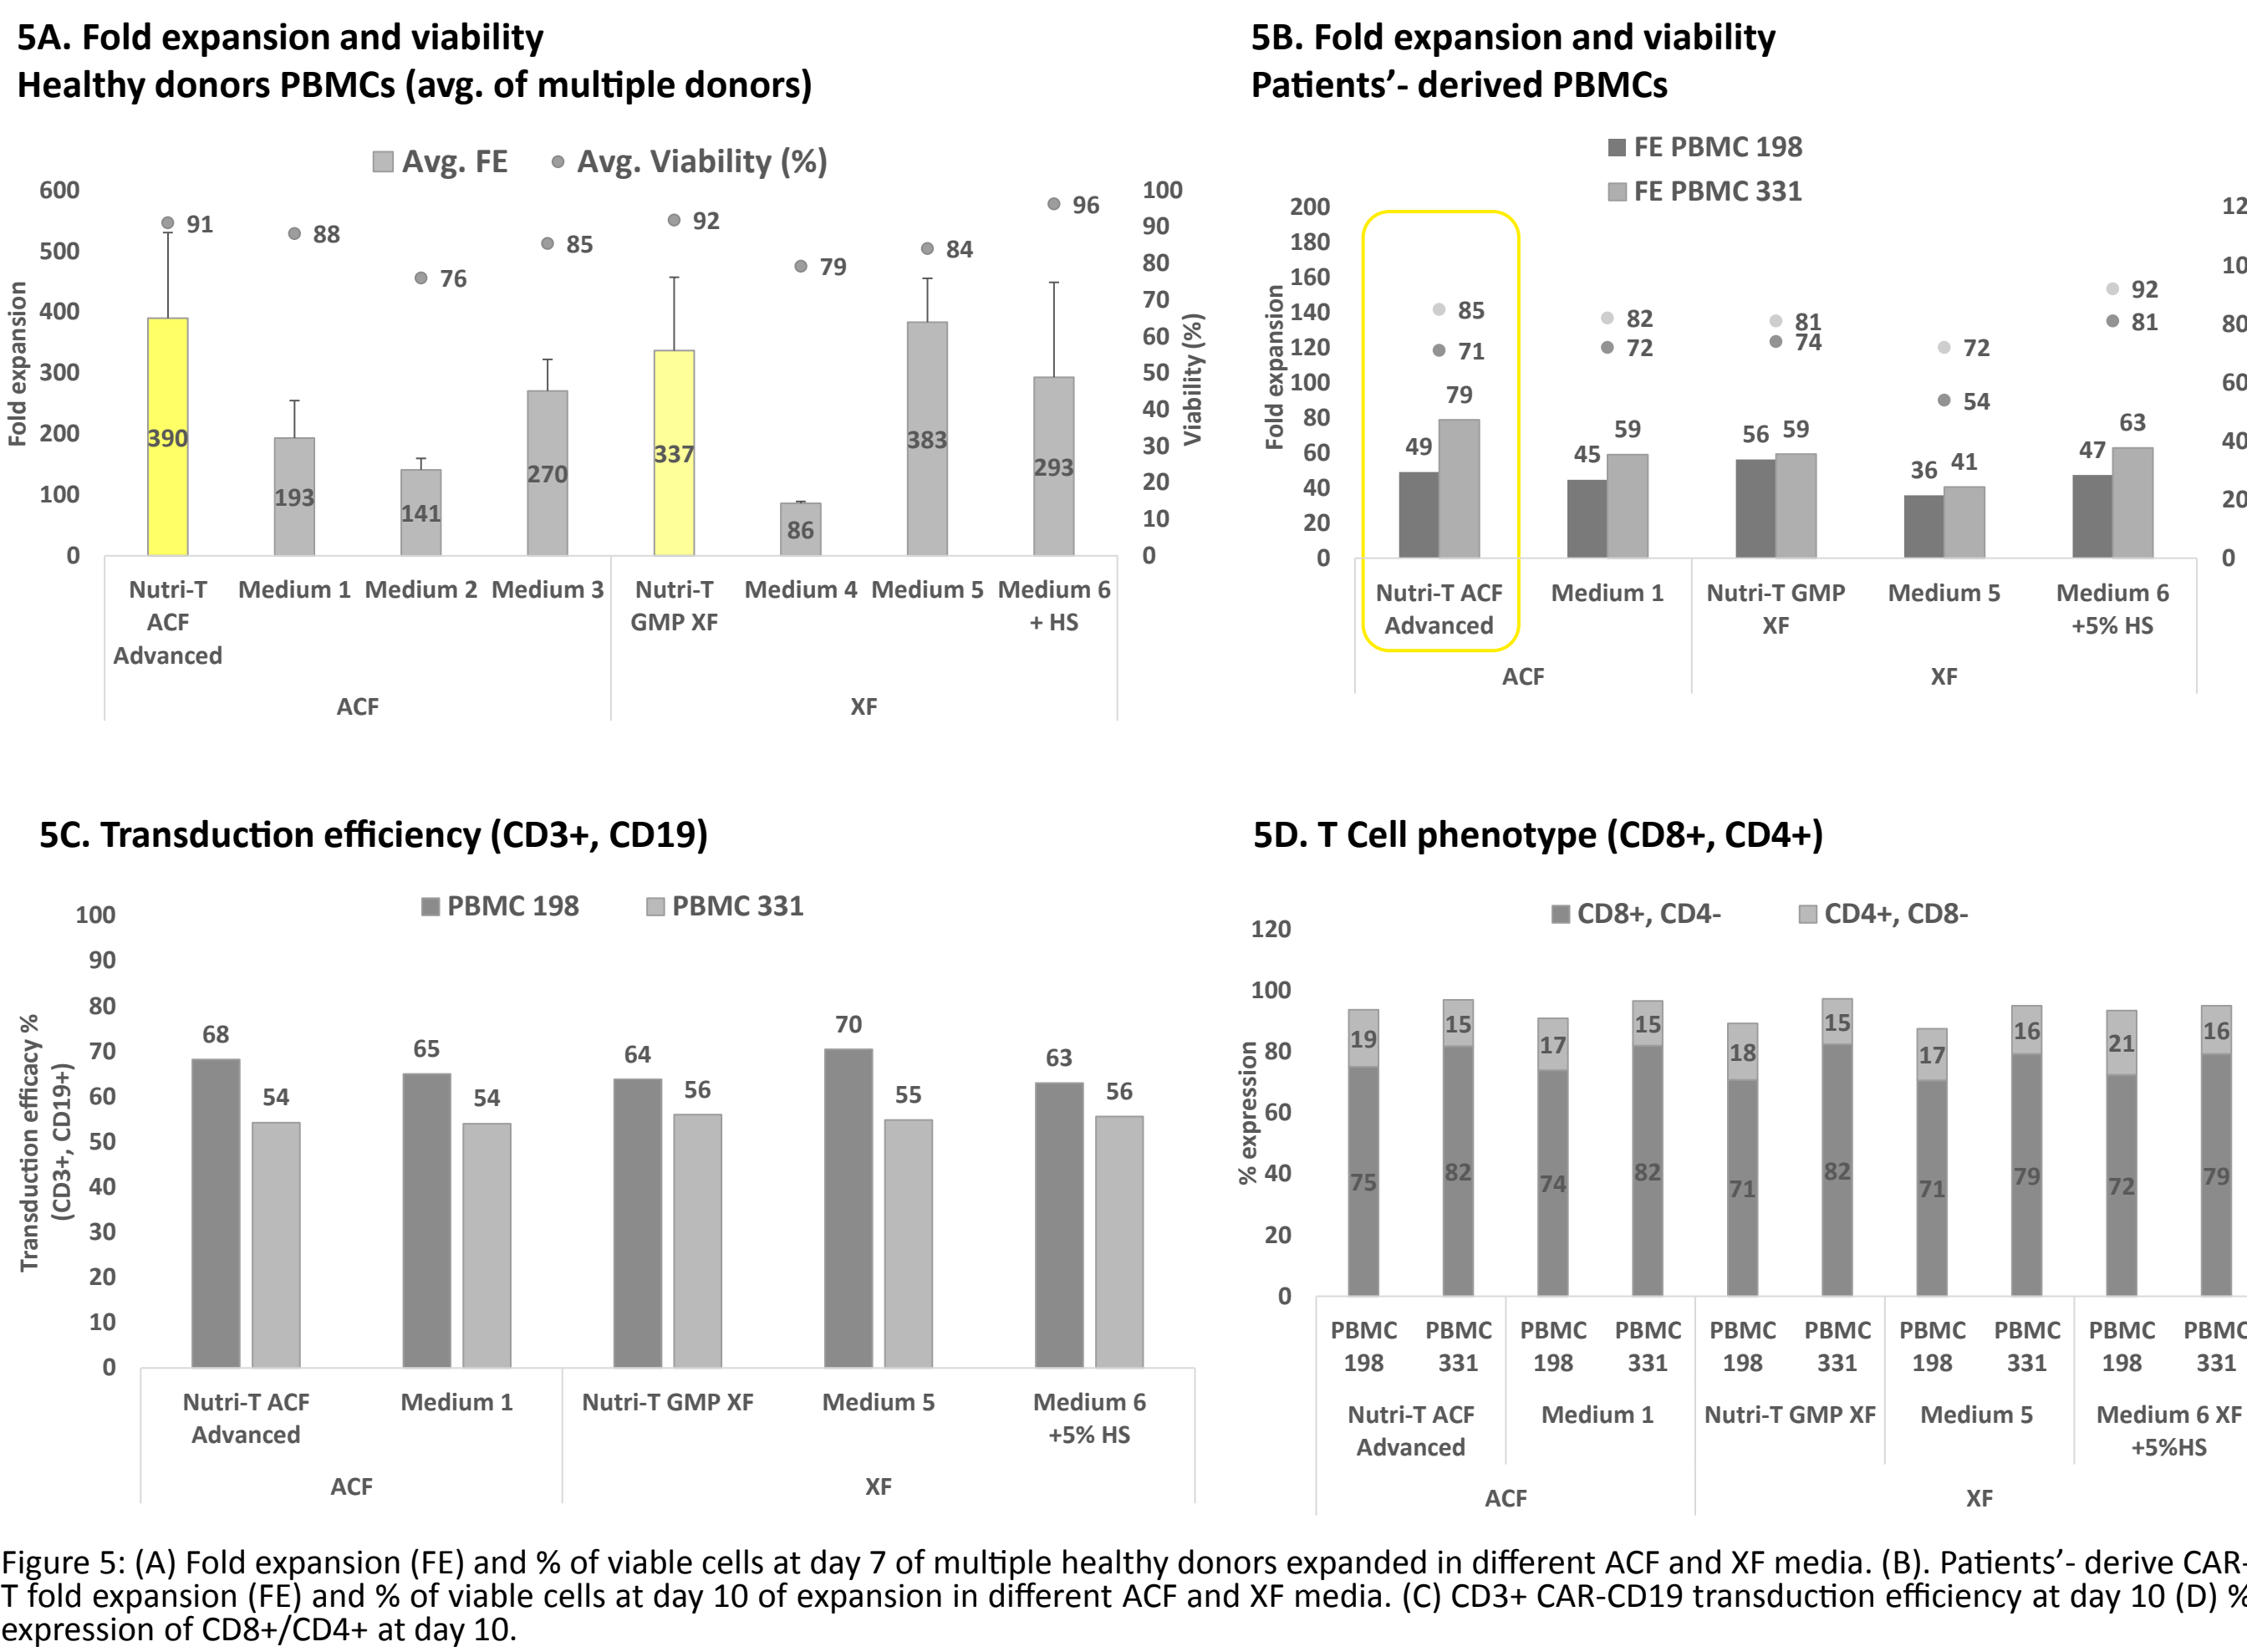 5A. Fold expansion and viability
Healthy donors PBMCs (avg. of multiple donors)
Avg. FE
Avg. Viability (%)
600
500
400
300
200
100
0
Fold expansion
100
90
80
70
60
50
40
30
20
10
0
Viability (%)
91
88
76
85
92
79
84
96
390
193
141
270
337
86
383
293
Nutri-T
ACF
Advanced
Medium 1
Medium 2
Medium 3
Nutri-T
GMP XF
Medium 4
Medium 5
Medium 6
+ HS
ACF
XF
5B. Fold expansion and viability
Patients’- derived PBMCs
FE PBMC 198
FE PBMC 331
200
180
160
140
120
100
80
60
40
20
0
Fold expansion
80
60
40
20
0
85
71
82
72
81
74
72
54
92
81
49
79
45
59
56
59
36
41
47
63
Nutri-T ACF
Advanced
Medium 1
Nutri-T GMP
XF
Medium 5
Medium 6
+5% HS
ACF
XF
5C. Transduction efficiency (CD3+, CD19)
PBMC 198
PBMC 331
100
90
80
70
60
50
40
30
20
10
0
Transduction efficacy %
(CD3+, CD19+)
68
54
65
54
64
56
70
55
63
56
Nutri-T ACF
Advanced
Medium 1
Nutri-T GMP XF
Medium 5
Medium 6
+5% HS
ACF
XF
5D. T Cell phenotype (CD8+, CD4+)
CD8+, CD4-
CD4+, CD8-
120
100
80
60
40
20
0
% expression
19
15
17
15
18
15
17
16
21
16
75
82
74
82
71
82
71
79
72
79
PBMC
198
PBMC
331
PBMC
198
PBMC
331
PBMC
198
PBMC
331
PBMC
198
PBMC
331
PBMC
198
PBMC
331
Nutri-T ACF
Advanced
Medium 1
Nutri-T GMP XF
Medium 5
Medium 6 XF
+5%HS
ACF
XF
Figure 5: (A) Fold expansion (FE) and % of viable cells at day 7 of multiple healthy donors expanded in different ACF and XF media. (B). Patients’- derive CAR-
T fold expansion (FE) and % of viable cells at day 10 of expansion in different ACF and XF media. (C) CD3+ CAR-CD19 transduction efficiency at day 10 (D) %
expression of CD8+/CD4+ at day 10.